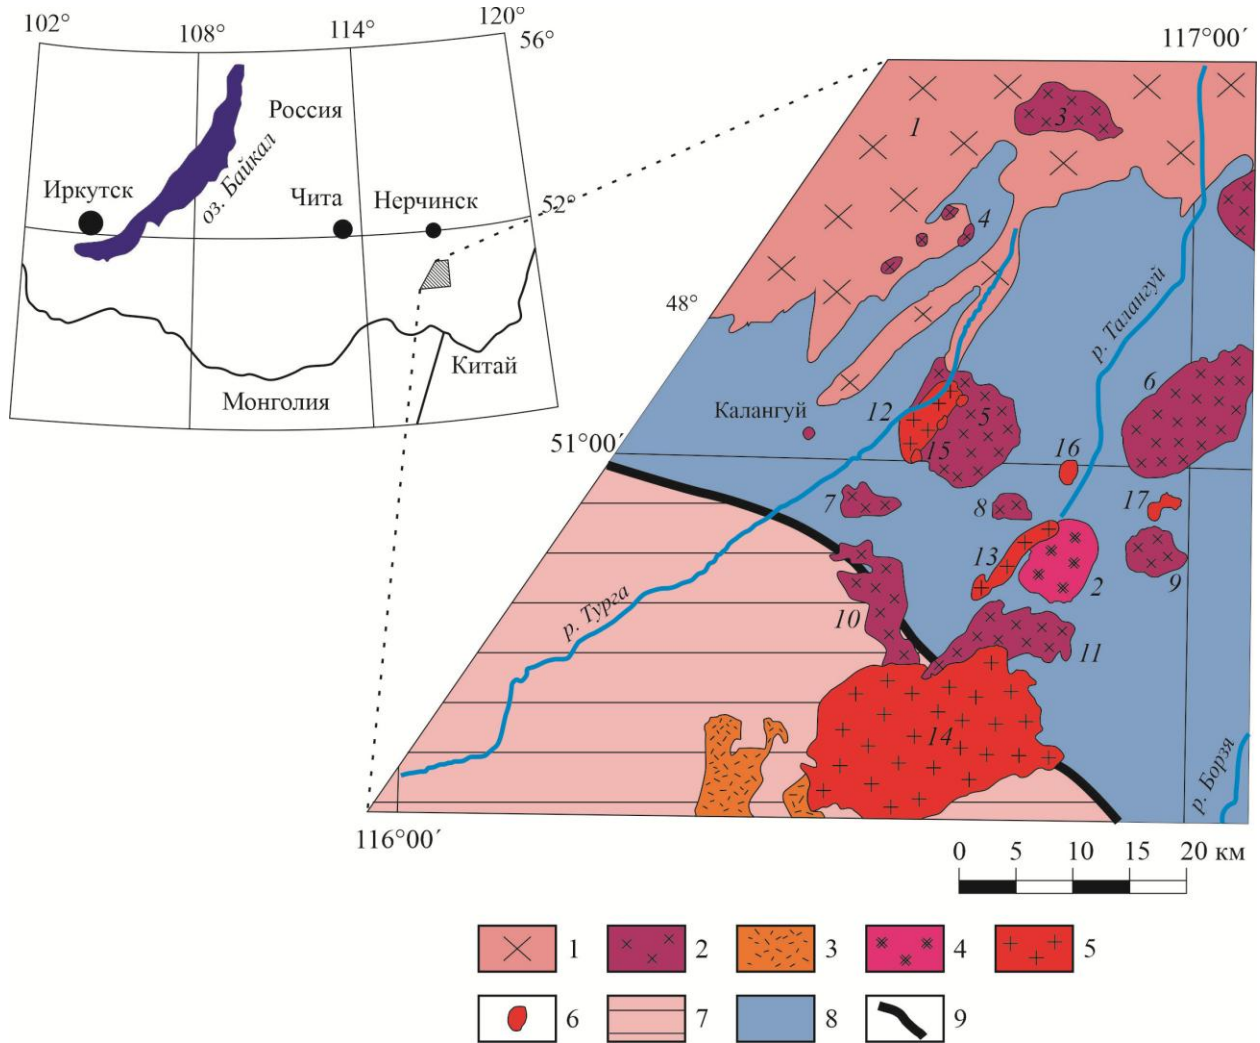 102°
108°
114°
120°
56°
Россия
Иркутск
оз. Байкал
Чита
Нерчинск
52°
Китай
Монголия
117°00´
1
3
4
48°
р. Талангуй
6
Калангуй
12
5
15
51°00´
16
7
8
17
13
2
9
р. Турга
10
11
14
р. Борзя
116°00´
0 5 10 15 20 км
1 2 3 4 5
6 7 8 9